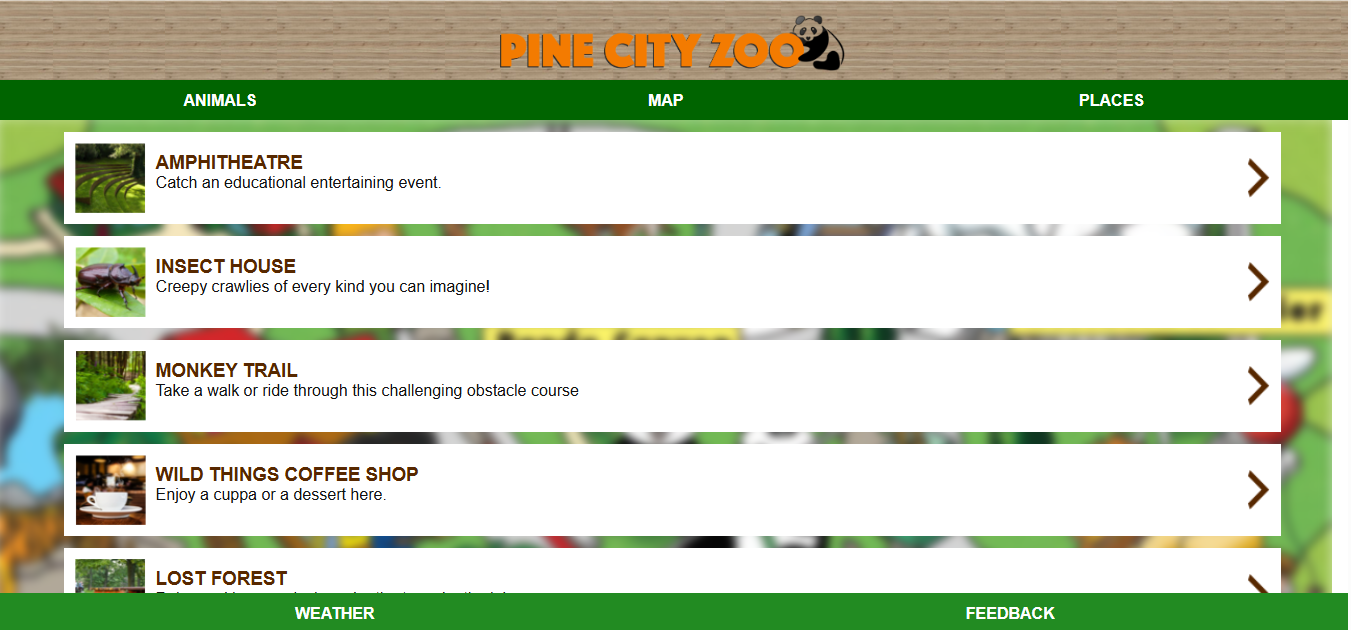 PINE CITY ZOO
ANIMALS MAP PLACES
AMPHITHEATRE
Catch an educational entertaining event.
INSECT HOUSE
Creepy crawlies of every kind you can imagine!
MONKEY TRAIL
Take a walk or ride through this challenging obstacle course
WILD THINGS COFFEE SHOP
Enjoy a cuppa or a dessert here.
LOST FOREST
WEATHER FEEDBACK